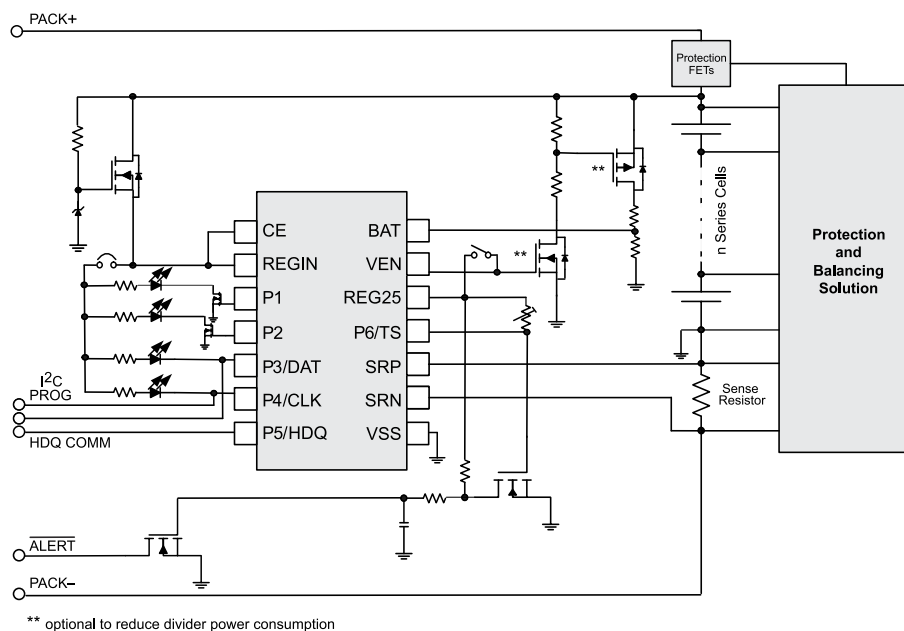 PACK+
Protection
FETs
**
n Series Cells
Protection
and
Balancing
Solution
CE
BAT
REGIN
VEN
**
P1
REG25
P2
P6/TS
P3/DAT
SRP
I²C
PROG
P4/CLK
SRN
Sense
Resistor
P5/HDQ
VSS
HDQ COMM
ALERT
PACK–
** optional to reduce divider power consumption